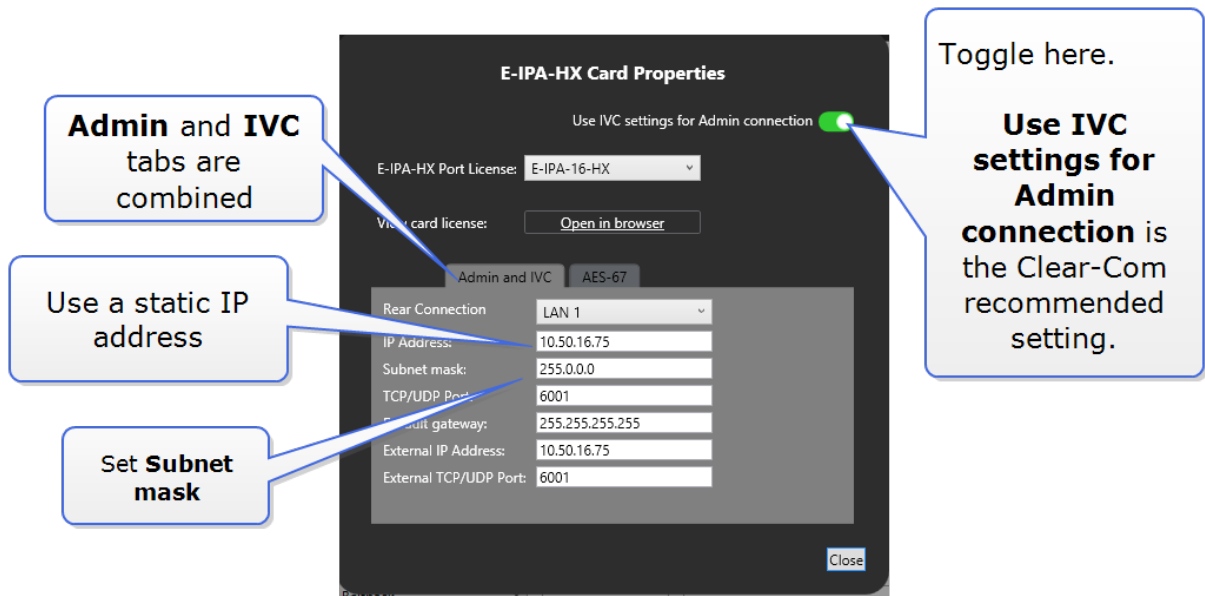 E-IPA-HX Card Properties
Use IVC settings for Admin connection
E-IPA-HX Port License: E-IPA-16-HX
card license: Open in browser
Admin and IVC AES-67
Rear Connection LAN 1
IP Address: 10.50.16.75
Subnet mask: 255.0.0.0
TCP/UDP Port: 6001
gateway: 255.255.255.255
External IP Address: 10.50.16.75
External TCP/UDP Port: 6001
Close
Admin and IVC
tabs are
combined
Use a static IP
address
Set Subnet
mask
Toggle here.
Use IVC
settings for
Admin
connection is
the Clear-Com
recommended
setting.